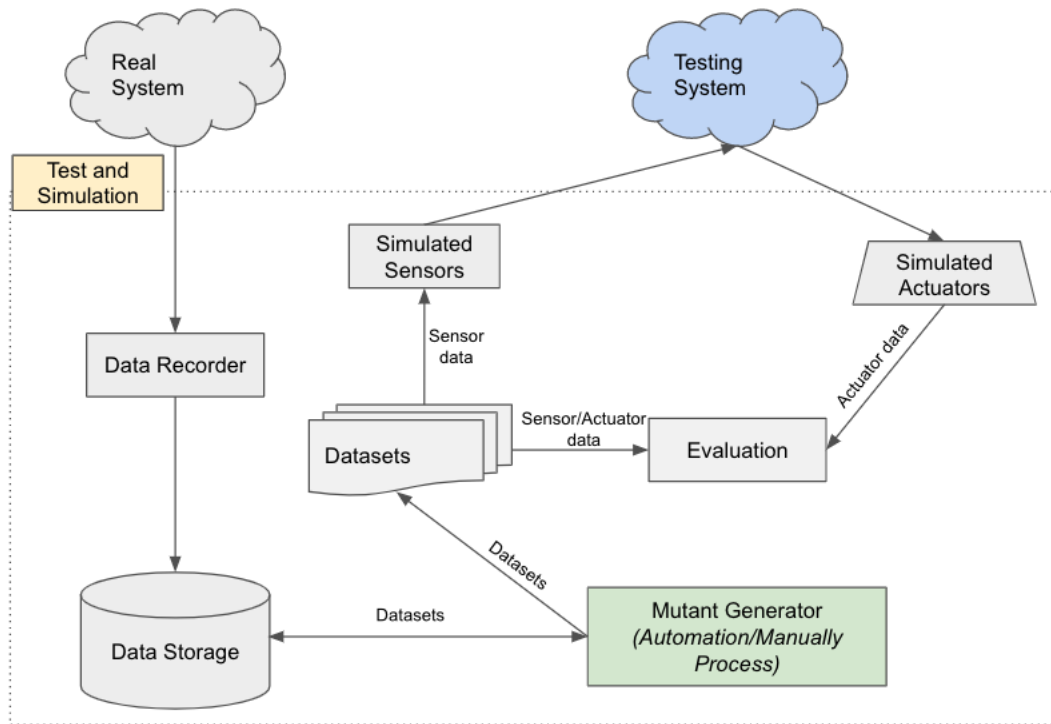 Real
System
Testing
System
Test and
Simulation
Simulated
Sensors
Simulated
Actuators
Sensor
data
Actuator data
Data Recorder
Sensor/Actuator
data
Datasets
Evaluation
Datasets
Datasets
Mutant Generator
(Automation/Manually
Process)
Data Storage